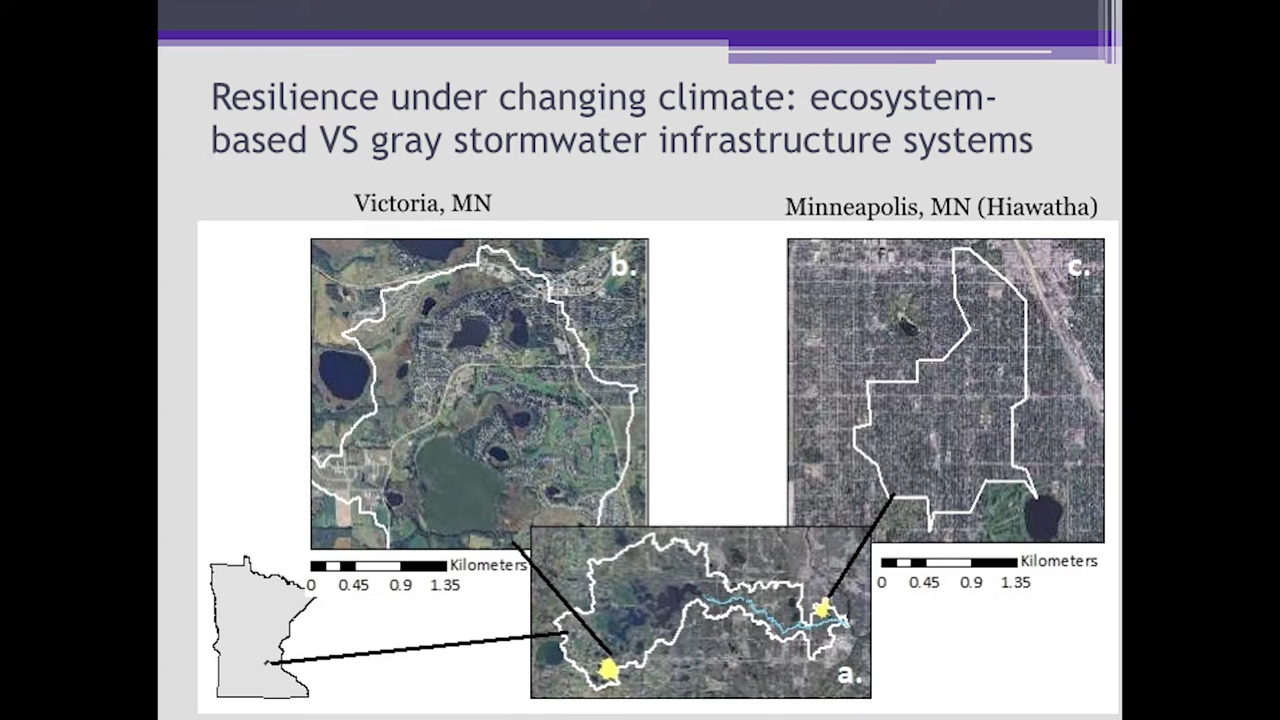 Resilience under changing climate: ecosystem-
based VS gray stormwater infrastructure systems
Victoria, MN
Minneapolis, MN (Hiawatha)
b.
c.
Kilometers
0 0.45 0.9 1.35
Kilometers
0 0.45 0.9 1.35
a.